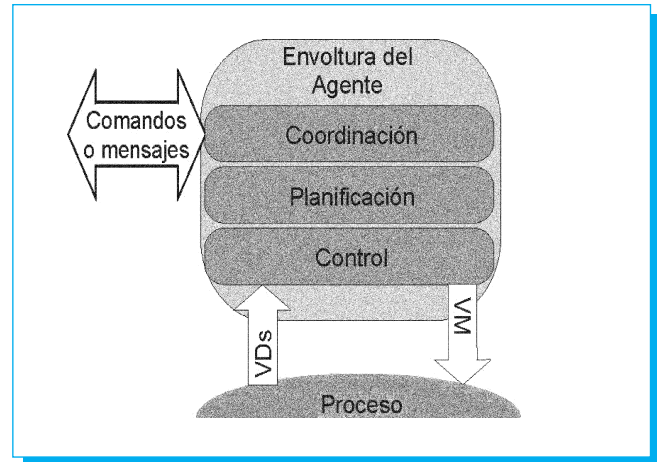 Envoltura del
Agente
Comandos
o mensajes
Coordinación
Planificación
Control
VDs
VM
Proceso